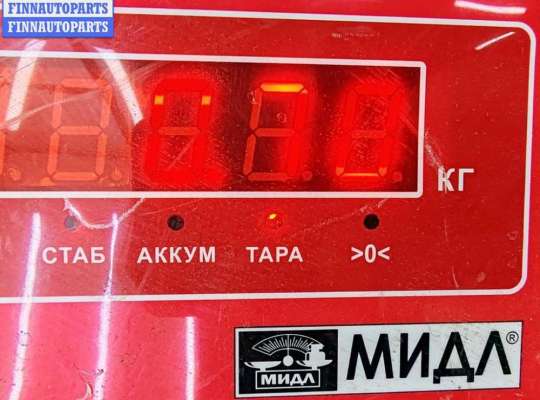 FINNAUTOPARTS
FINNAUTOPARTS
КГ
СТАБ АККУМ ТАРА >0<
МИДЛ МИДЛ®